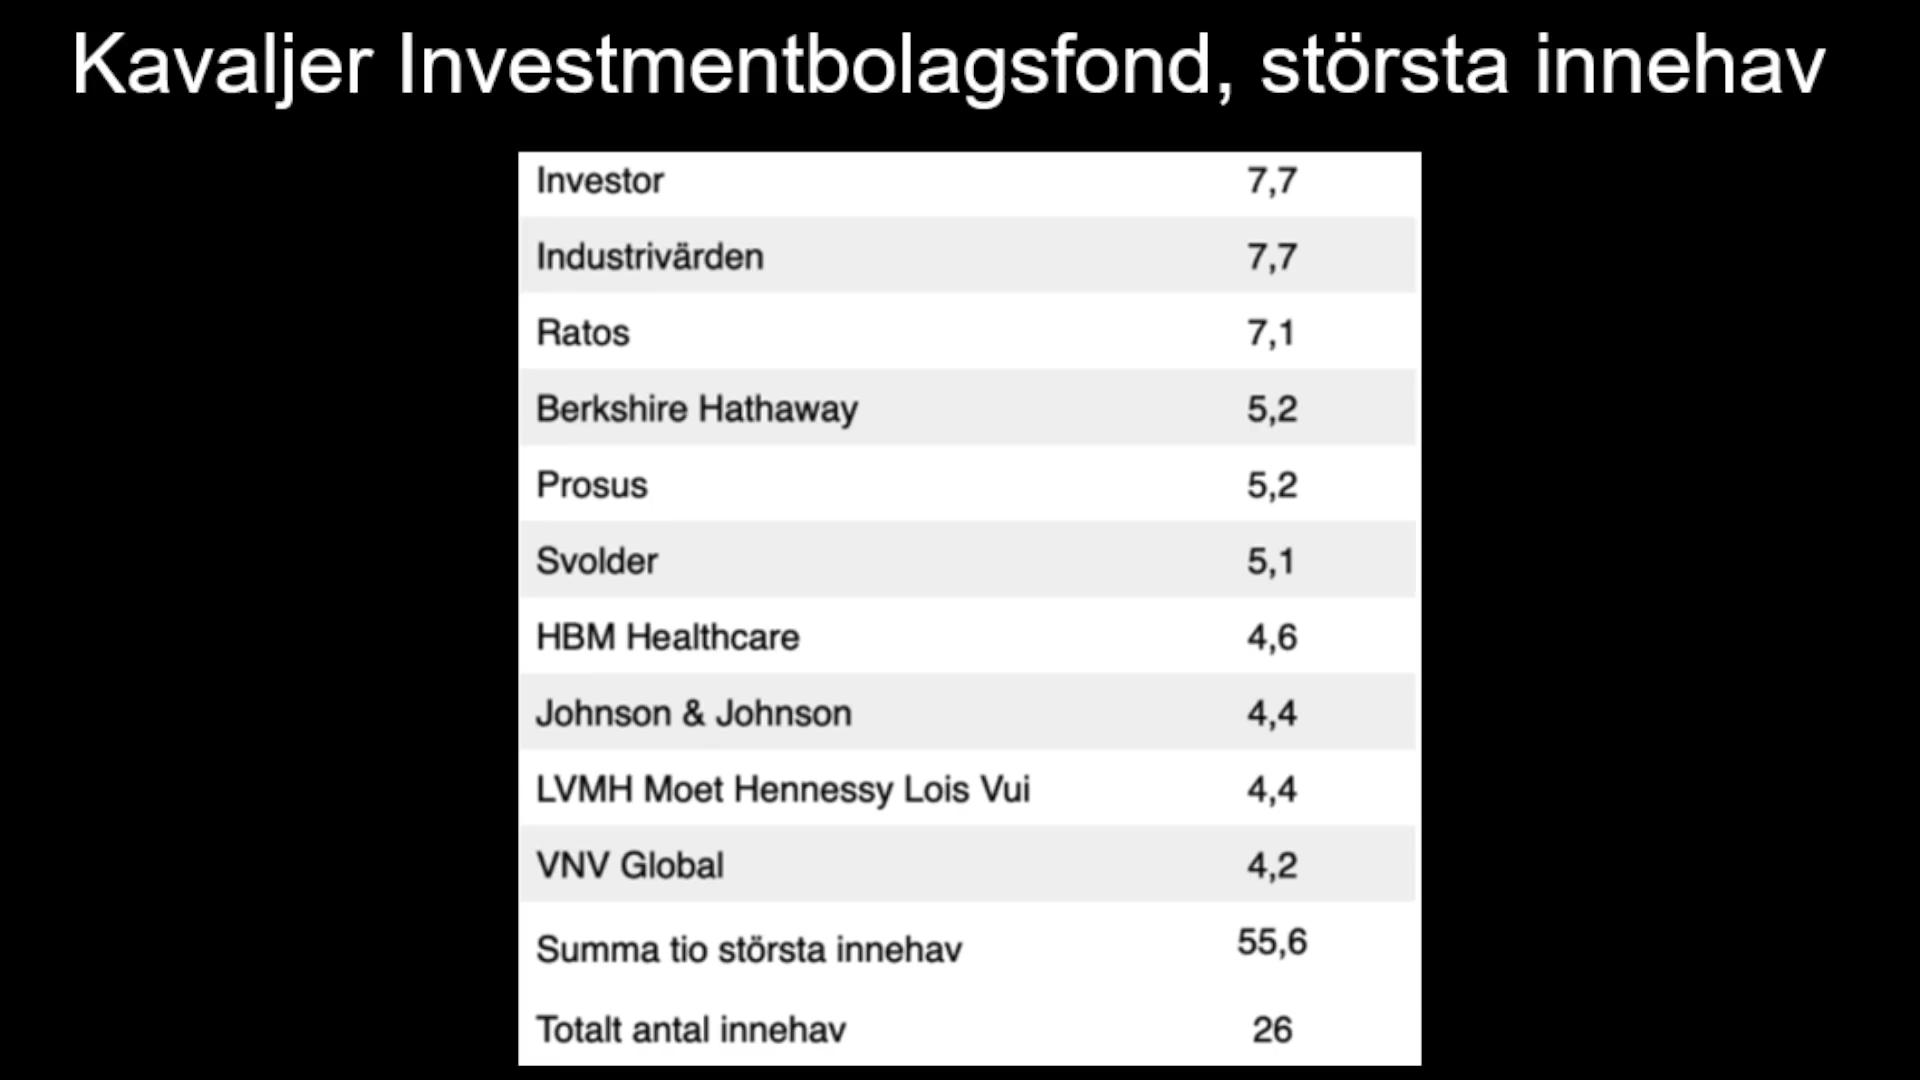 Kavaljer Investmentbolagsfond, största innehav
Investor 7,7
Industrivärden 7,7
Ratos 7,1
Berkshire Hathaway 5,2
Prosus 5,2
Svolder 5,1
HBM Healthcare 4,6
Johnson & Johnson 4,4
LVMH Moet Hennessy Lois Vui 4,4
VNV Global 4,2
Summa tio största innehav 55,6
Totalt antal innehav 26